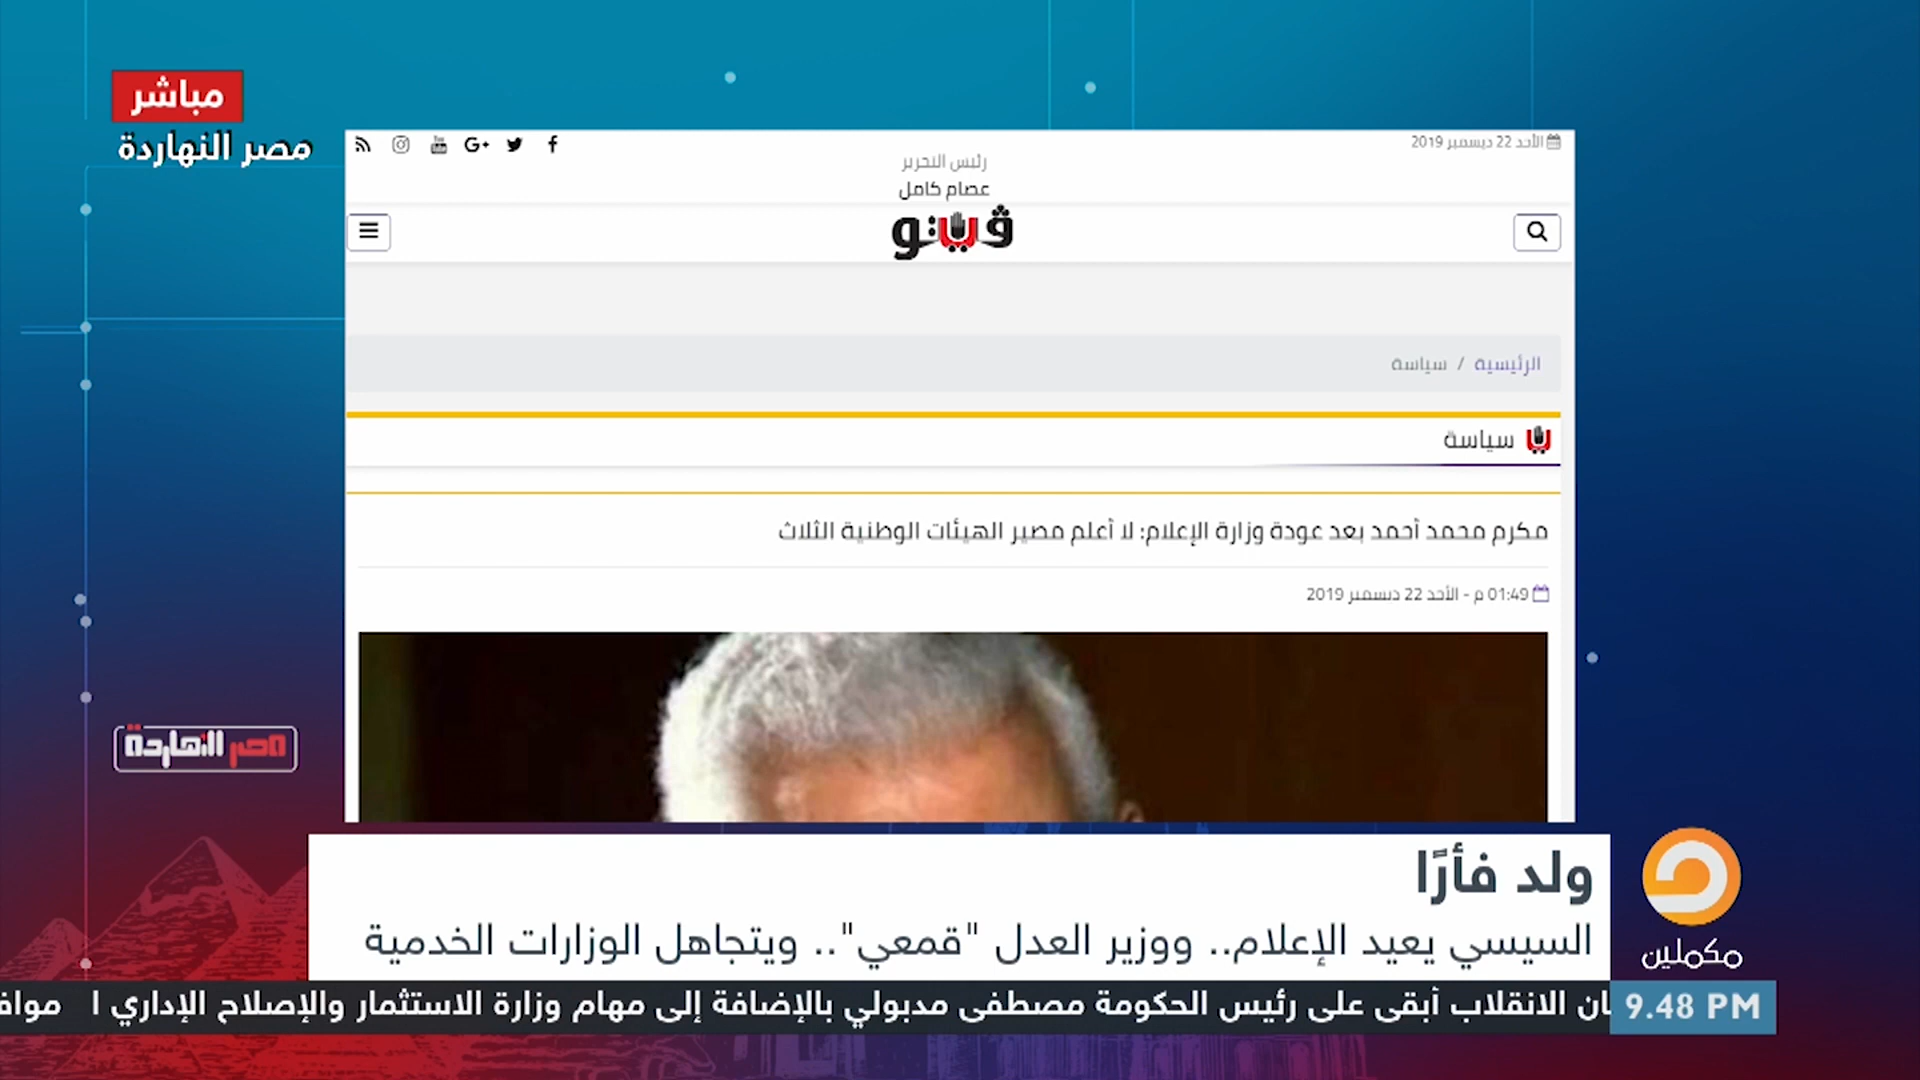 مباشر
مصر النهاردة
الأحد 22 ديسمبر 2019
رئيس التحرير
عصام كامل
ڤيتو
الرئيسية / سياسة
سياسة
مكرم محمد أحمد بعد عودة وزارة الإعلام: لا أعلم مصير الهيئات الوطنية الثلاث
01:49 م - الأحد 22 ديسمبر 2019
مصر النهاردة
ولد فأرًا
السيسي يعيد الإعلام.. ووزير العدل "قمعي".. ويتجاهل الوزارات الخدمية
مكملين
ان الانقلاب أبقى على رئيس الحكومة مصطفى مدبولي بالإضافة إلى مهام وزارة الاستثمار والإصلاح الإداري ا
9.48 PM